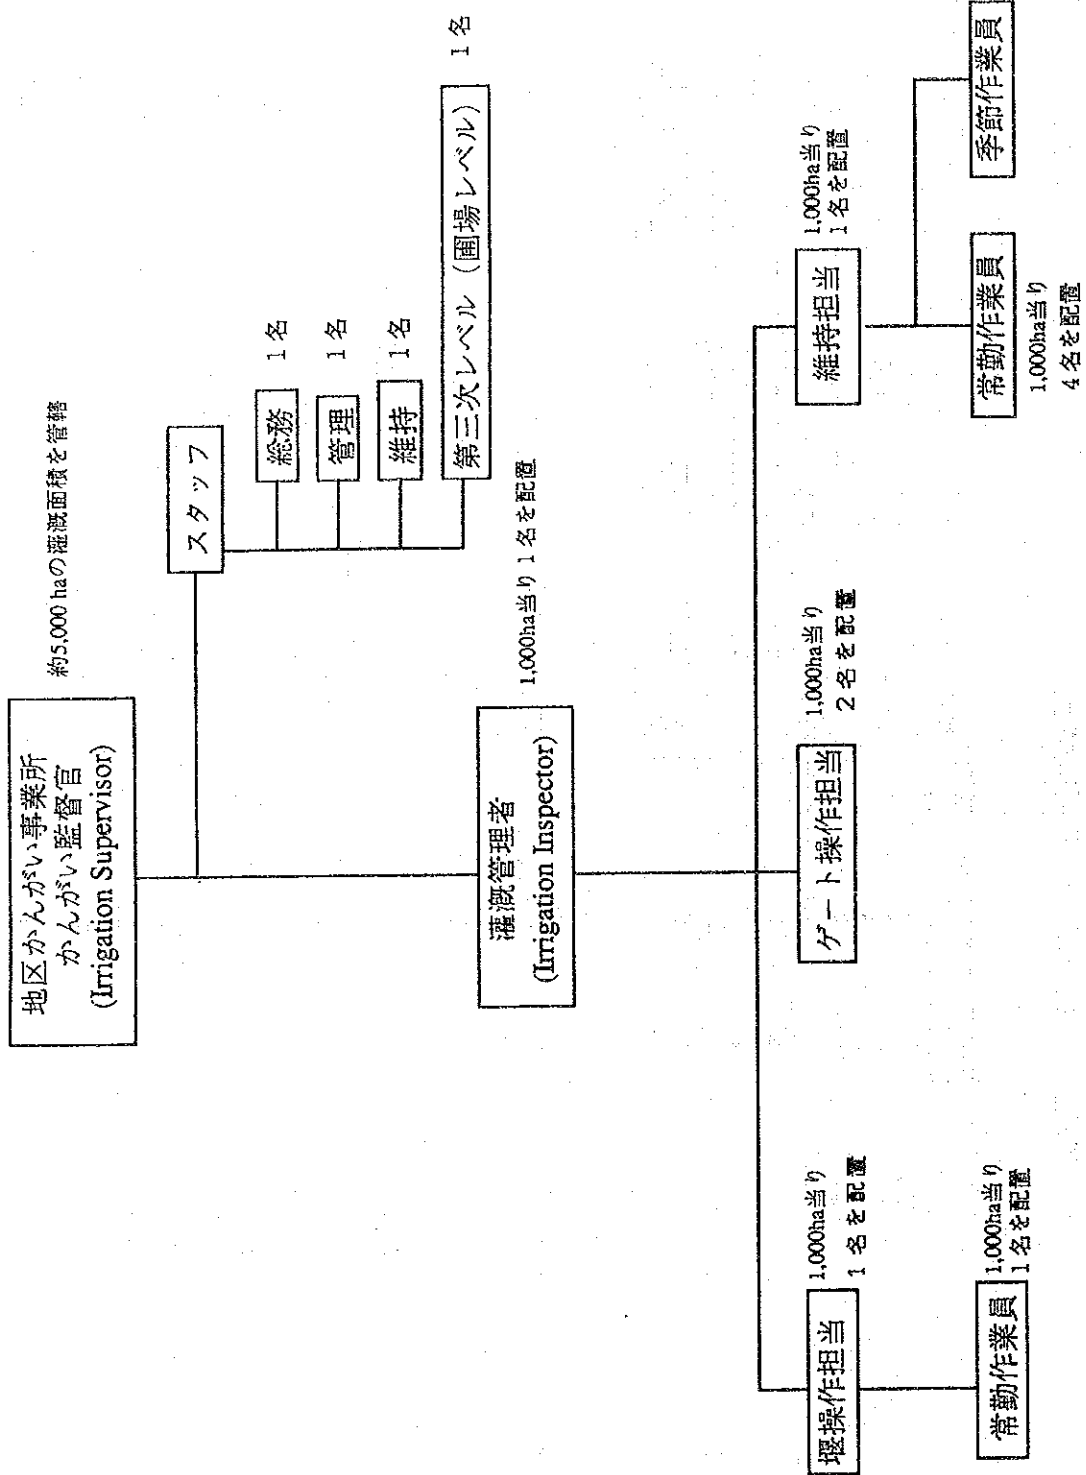 地区かんがい事業所
かんがい監督官
(Irrigation Supervisor)
約5,000 haの灌漑面積を管轄
スタッフ
総務 1名
管理 1名
維持 1名
第三次レベル（圃場レベル） 1名
灌漑管理者
(Irrigation Inspector)
1,000ha当り1名を配置
堰操作担当
1,000ha当り
1名を配置
常勤作業員
1,000ha当り
1名を配置
ゲート操作担当
1,000ha当り
2名を配置
維持担当
1,000ha当り
1名を配置
常勤作業員
1,000ha当り
4名を配置
季節作業員